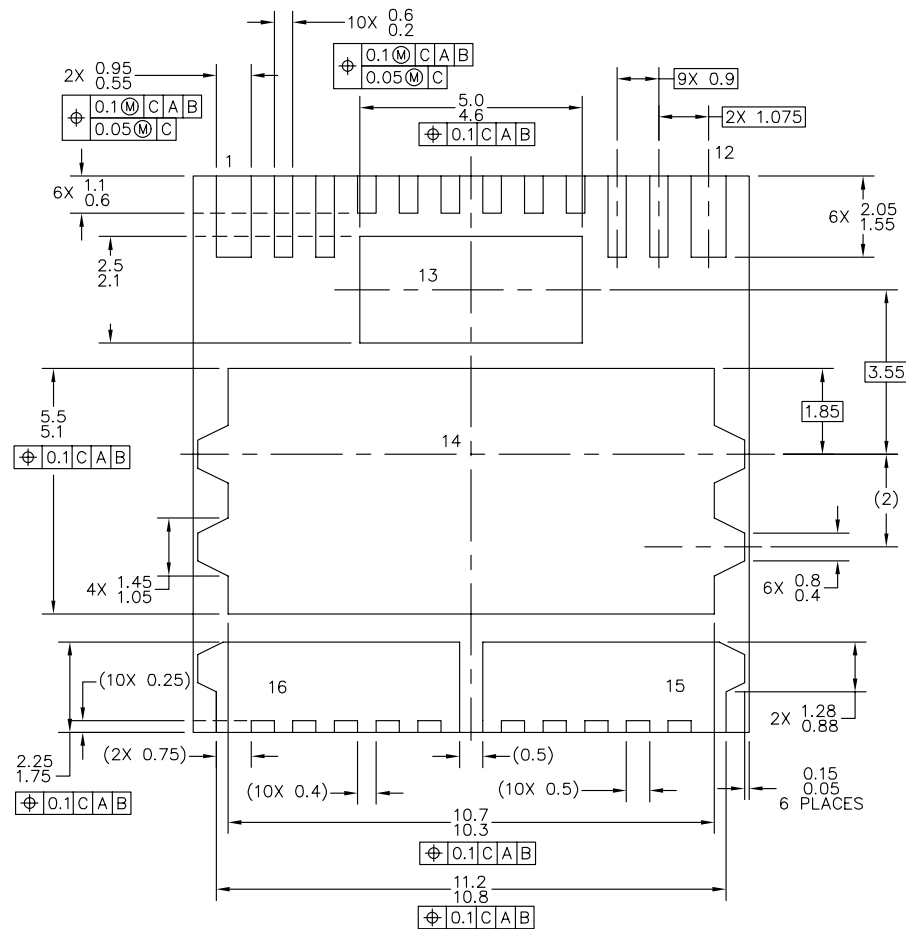 10X 0.6
0.2
⌖ 0.1 Ⓜ C A B
0.05 Ⓜ C
2X 0.95
0.55
⌖ 0.1 Ⓜ C A B
0.05 Ⓜ C
9X 0.9
2X 1.075
5.0
4.6
⌖ 0.1 C A B
1
12
6X 1.1
0.6
6X 2.05
1.55
2.5
2.1
13
3.55
1.85
5.5
5.1
⌖ 0.1 C A B
14
(2)
4X 1.45
1.05
6X 0.8
0.4
(10X 0.25)
16
15
2X 1.28
0.88
2.25
1.75
⌖ 0.1 C A B
(2X 0.75)
(0.5)
(10X 0.4)
(10X 0.5)
0.15
0.05
6 PLACES
10.7
10.3
⌖ 0.1 C A B
11.2
10.8
⌖ 0.1 C A B